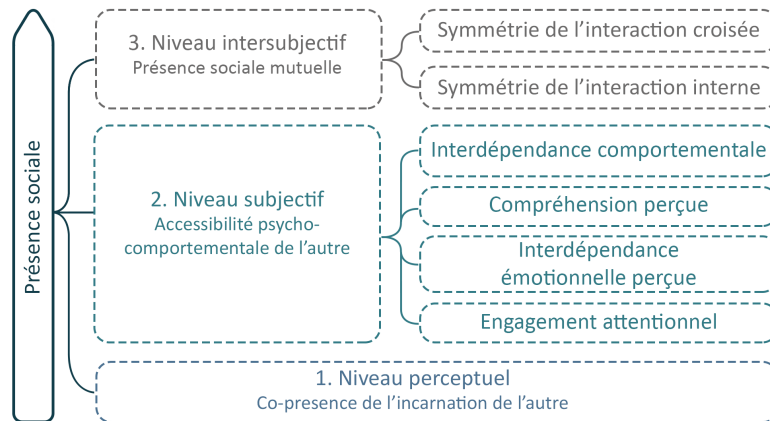 Présence sociale
3. Niveau intersubjectif
Présence sociale mutuelle
Symmétrie de l'interaction croisée
Symmétrie de l'interaction interne
2. Niveau subjectif
Accessibilité psycho-
comportementale de l'autre
Interdépendance comportementale
Compréhension perçue
Interdépendance
émotionnelle perçue
Engagement attentionnel
1. Niveau perceptuel
Co-presence de l'incarnation de l'autre